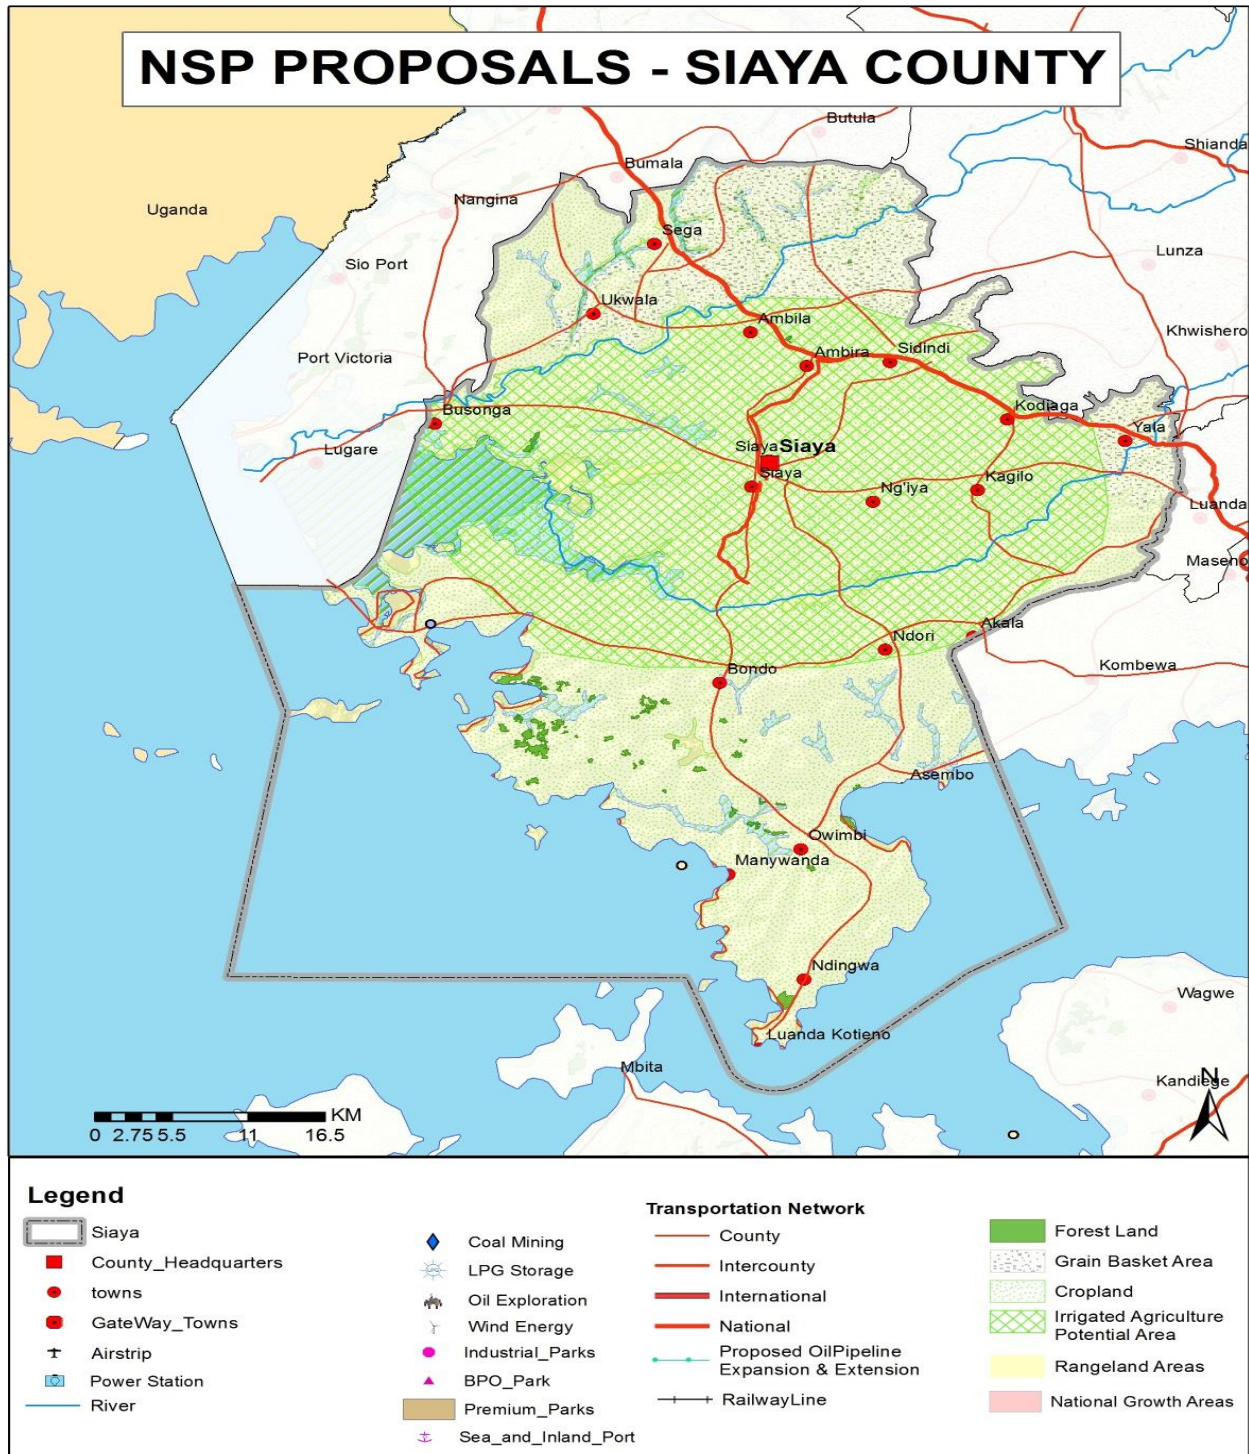 NSP PROPOSALS - SIAYA COUNTY
Butula
Shianda
Bumala
Nangina
Uganda
Sega
Lunza
Sio Port
Ukwala
Ambila
Khwishero
Port Victoria
Ambira
Sidindi
Busonga
Kodiaga
Yala
Lugare
Siaya
Siaya
Siaya
Ng'iya
Kagilo
Luanda
Maseno
Ndori
Akala
Bondo
Kombewa
Asembo
Owimbi
Manywanda
Ndingwa
Wagwe
Luanda Kotieno
Mbita
Kandiege
N
KM
0 2.75 5.5 11 16.5
Legend
Siaya
County_Headquarters
towns
GateWay_Towns
Airstrip
Power Station
River
Coal Mining
LPG Storage
Oil Exploration
Wind Energy
Industrial_Parks
BPO_Park
Premium_Parks
Sea_and_Inland_Port
Transportation Network
County
Intercounty
International
National
Proposed OilPipeline
Expansion & Extension
RailwayLine
Forest Land
Grain Basket Area
Cropland
Irrigated Agriculture
Potential Area
Rangeland Areas
National Growth Areas